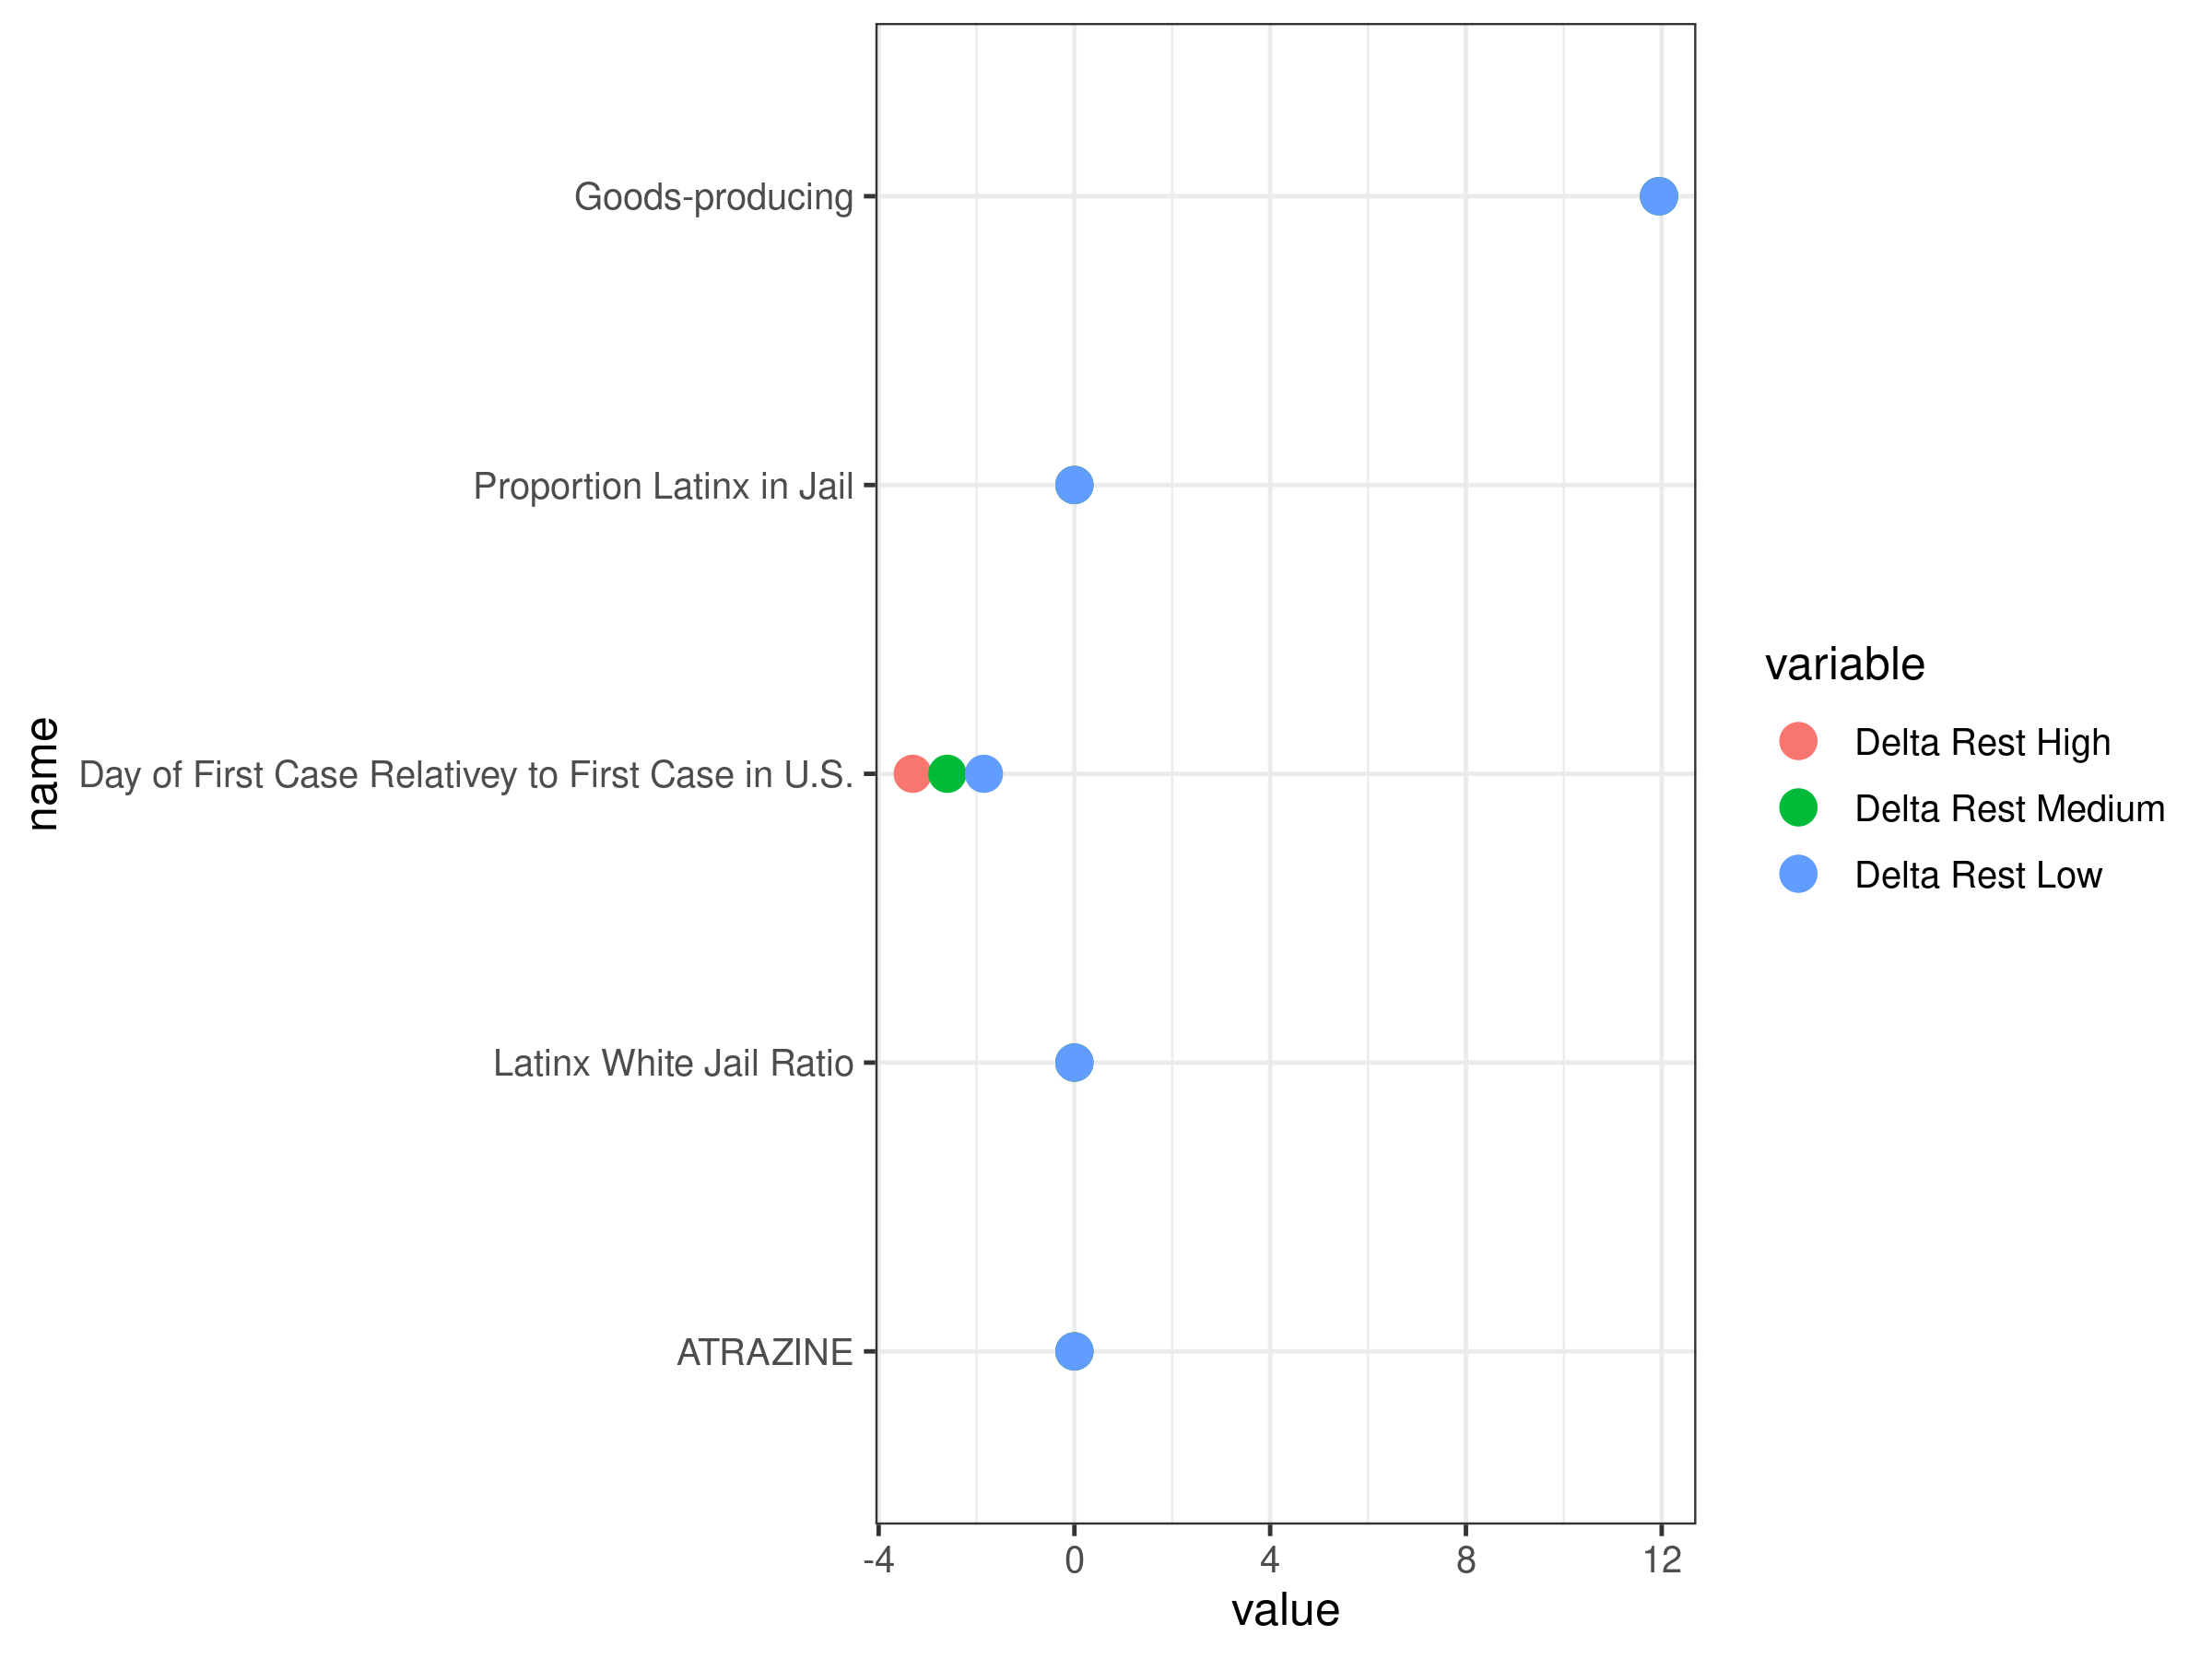 Goods-producing
Proportion Latinx in Jail
Day of First Case Relativey to First Case in U.S.
Latinx White Jail Ratio
ATRAZINE
name
-4 0 4 8 12
value
variable
Delta Rest High
Delta Rest Medium
Delta Rest Low